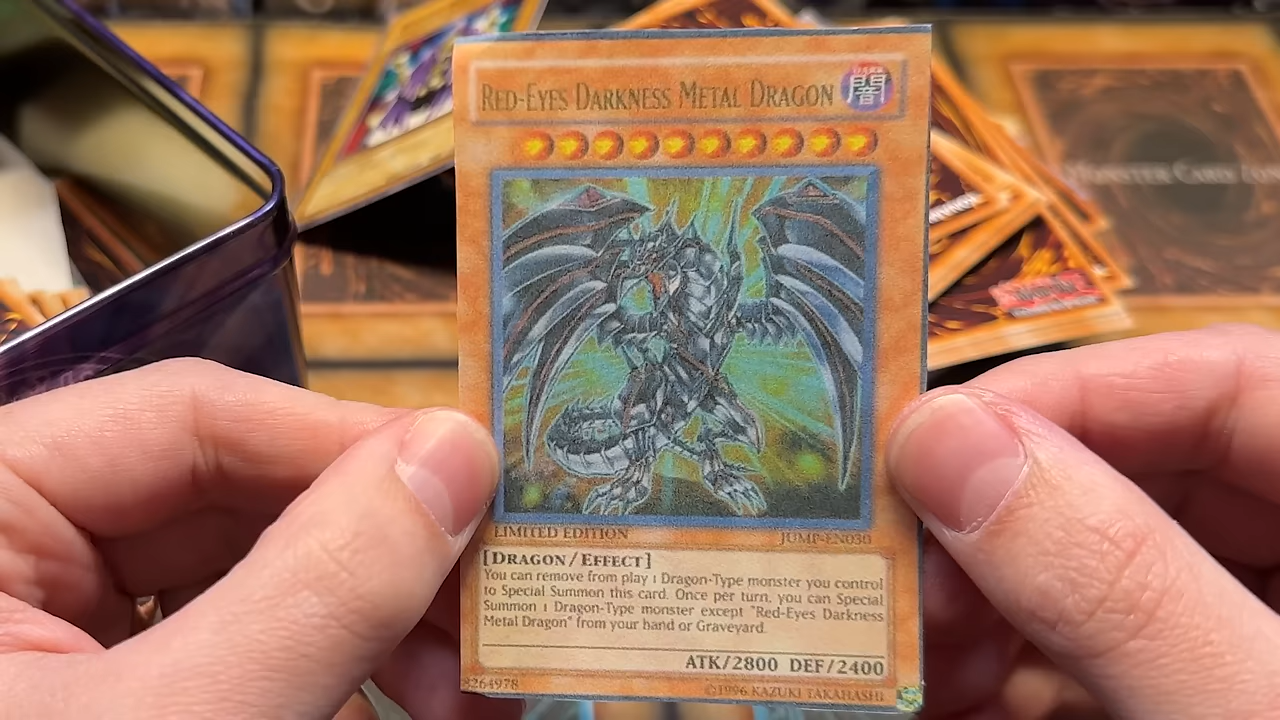 RED-EYES DARKNESS METAL DRAGON 闇
LIMITED EDITION JUMP-EN030
[DRAGON/EFFECT]
You can remove from play 1 Dragon-Type monster you control
to Special Summon this card. Once per turn, you can Special
Summon 1 Dragon-Type monster except "Red-Eyes Darkness
Metal Dragon" from your hand or Graveyard.
ATK/2800 DEF/2400
8264978 ©1996 KAZUKI TAKAHASHI